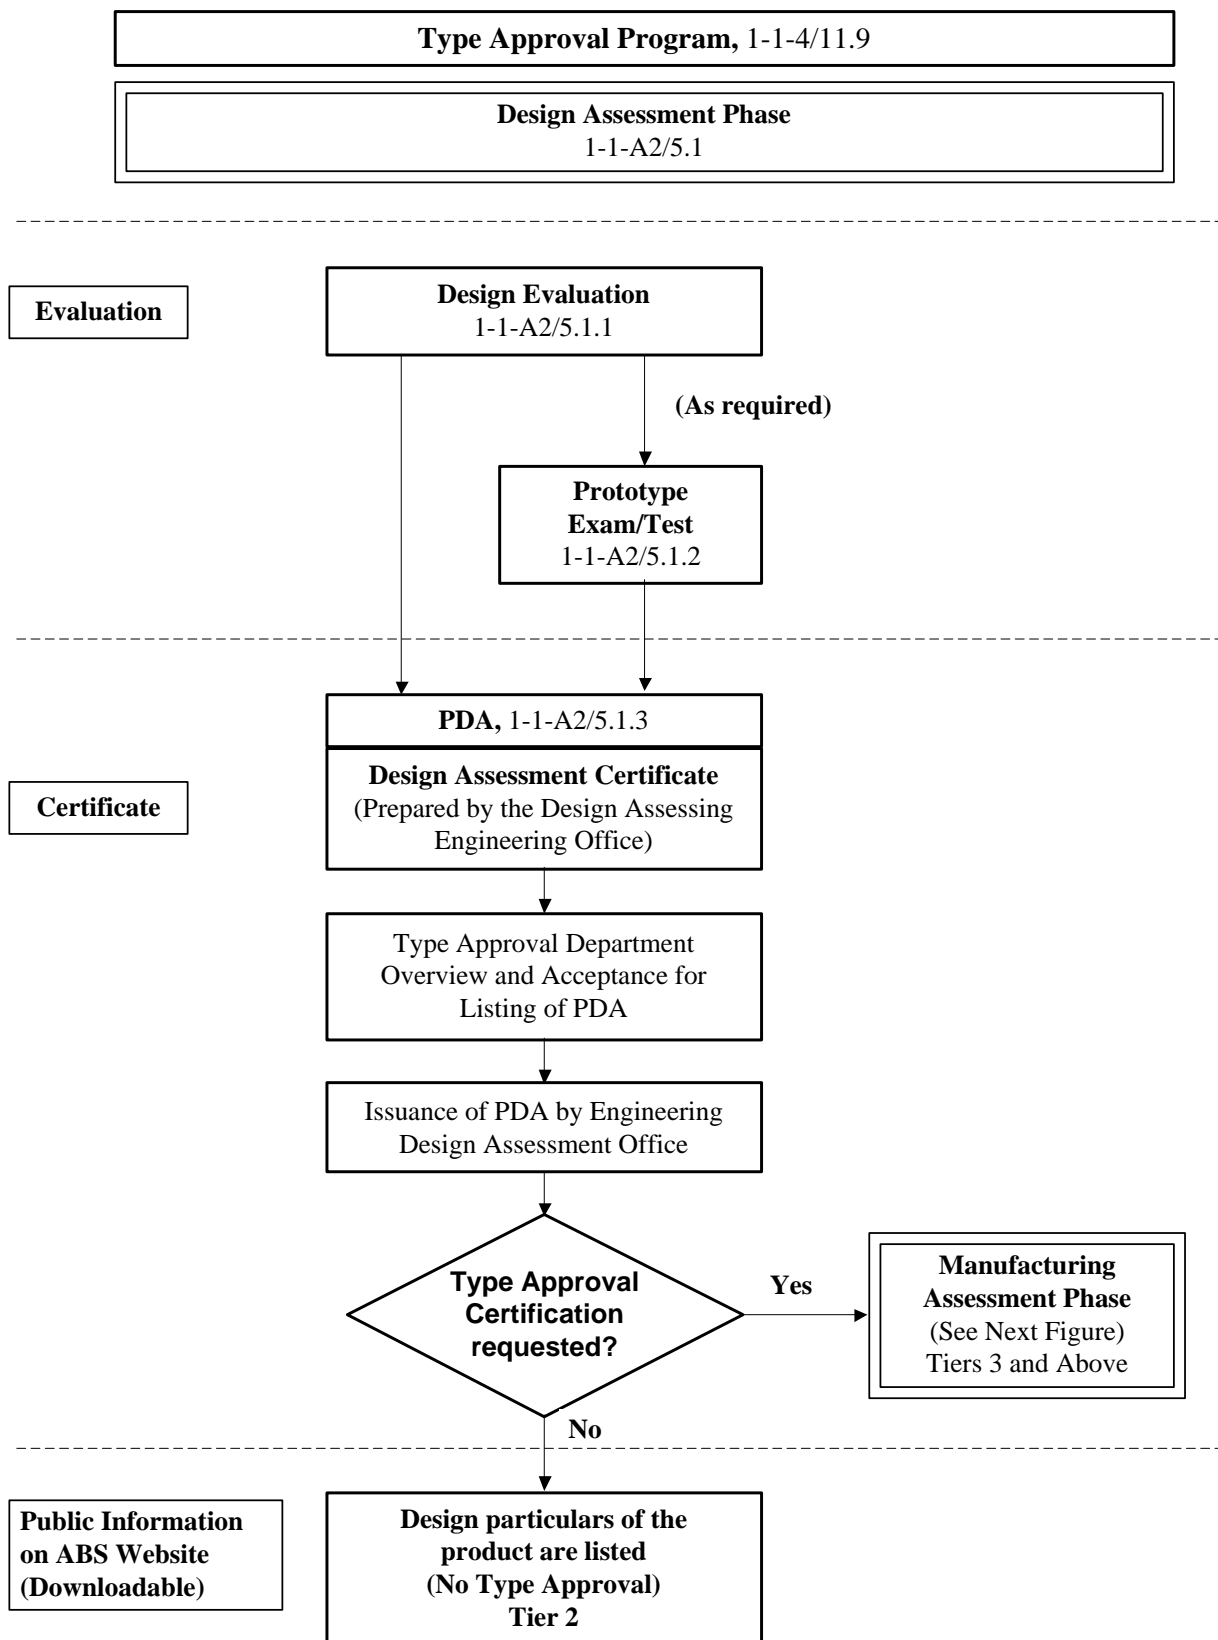 Type Approval Program, 1-1-4/11.9
Design Assessment Phase
1-1-A2/5.1
Evaluation
Design Evaluation
1-1-A2/5.1.1
(As required)
Prototype
Exam/Test
1-1-A2/5.1.2
PDA, 1-1-A2/5.1.3
Certificate
Design Assessment Certificate
(Prepared by the Design Assessing
Engineering Office)
Type Approval Department
Overview and Acceptance for
Listing of PDA
Issuance of PDA by Engineering
Design Assessment Office
Type Approval
Certification
requested?
Yes
Manufacturing
Assessment Phase
(See Next Figure)
Tiers 3 and Above
No
Public Information
on ABS Website
(Downloadable)
Design particulars of the
product are listed
(No Type Approval)
Tier 2